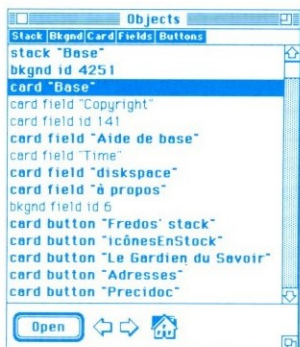 Objects
Stack Bkgnd Card Fields Buttons
stack "Base"
bkgnd id 4251
card "Base"
card field "Copyright"
card field id 141
card field "Aide de base"
card field "Time"
card field "diskspace"
card field "à propos"
bkgnd field id 6
card button "Fredos' stack"
card button "icônesEnStock"
card button "Le Gardien du Savoir"
card button "Adresses"
card button "Precidoc"
Open